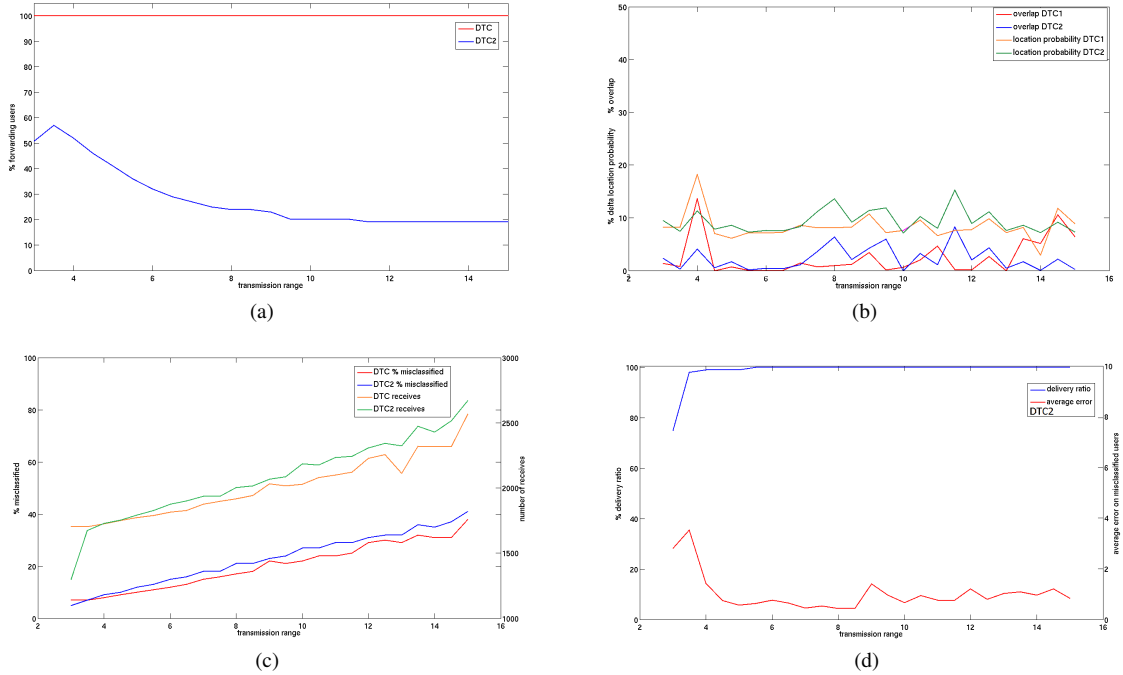 100
90
80
70
60
50
40
30
20
10
0
% forwarding users
4
6
8
10
12
14
transmission range
DTC
DTC2
(a)
50
40
30
20
10
0
% delta location probability % overlap
2
4
6
8
10
12
14
16
transmission range
overlap DTC1
overlap DTC2
location probability DTC1
location probability DTC2
(b)
100
80
60
40
20
0
% misclassified
2
4
6
8
10
12
14
16
transmission range
3000
2500
2000
1500
1000
number of receives
DTC % misclassified
DTC2 % misclassified
DTC receives
DTC2 receives
(c)
100
80
60
40
20
0
% delivery ratio
2
4
6
8
10
12
14
16
transmission range
10
8
6
4
2
0
average error on misclassified users
delivery ratio
average error
DTC2
(d)